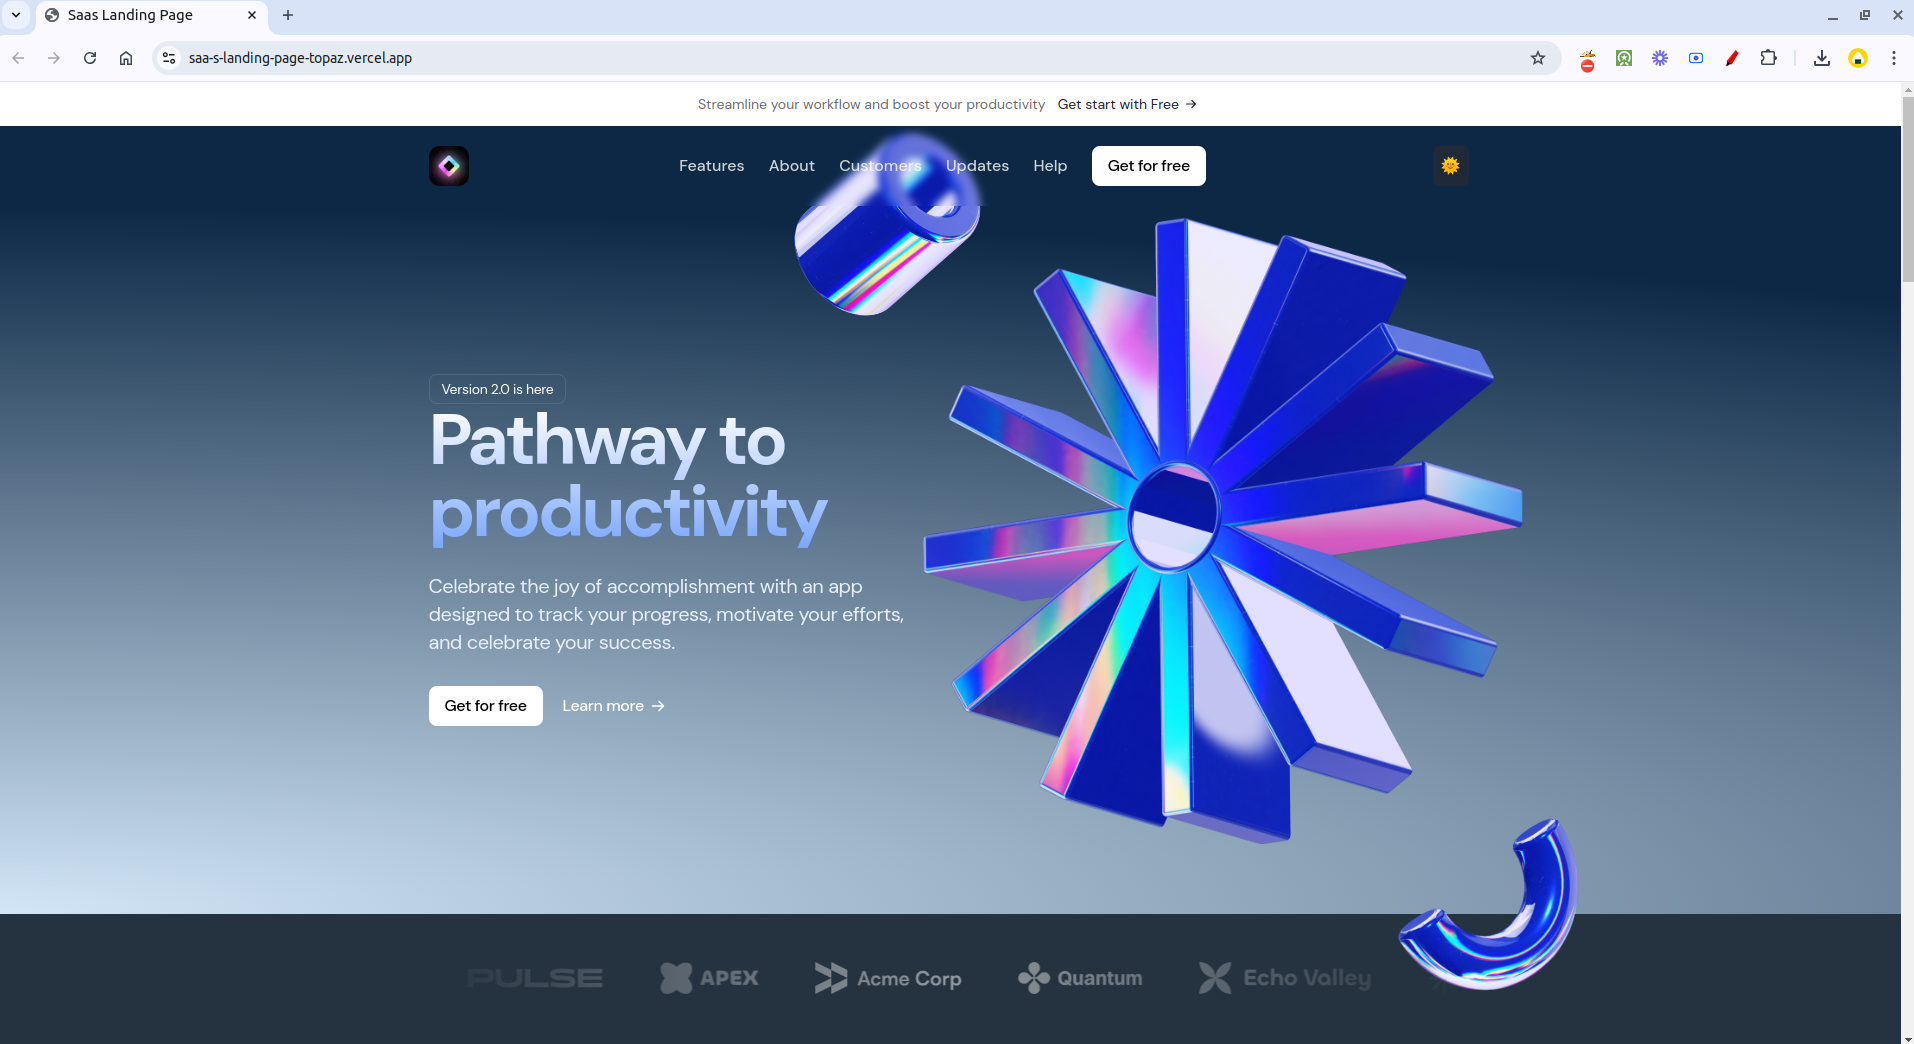 Saas Landing Page
saa-s-landing-page-topaz.vercel.app
Streamline your workflow and boost your productivity Get start with Free →
Features About Customers Updates Help Get for free
Version 2.0 is here
Pathway to
productivity
Celebrate the joy of accomplishment with an app
designed to track your progress, motivate your efforts,
and celebrate your success.
Get for free Learn more →
PULSE APEX Acme Corp Quantum Echo Valley